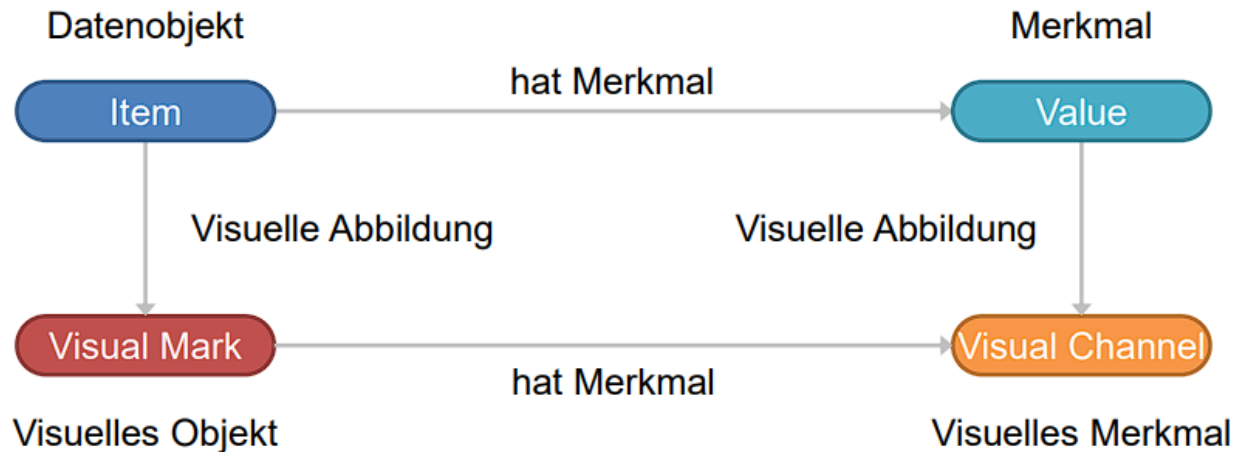 Datenobjekt
Merkmal
hat Merkmal
Item
Value
Visuelle Abbildung
Visuelle Abbildung
Visual Mark
Visual Channel
hat Merkmal
Visuelles Objekt
Visuelles Merkmal